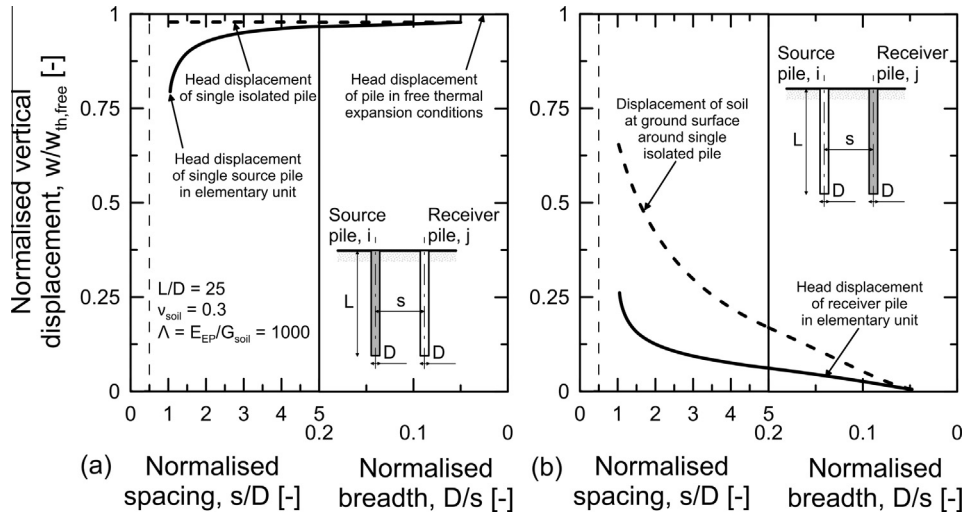 Normalised vertical
displacement, w/w_th,free [-]
1
0.75
0.5
0.25
0
Head displacement
of single isolated pile
Head displacement
of pile in free thermal
expansion conditions
Head displacement
of single source pile
in elementary unit
Source
pile, i
Receiver
pile, j
L
s
D
L/D = 25
ν_soil = 0.3
Λ = E_EP/G_soil = 1000
0 1 2 3 4 5
0.2 0.1 0
(a)
Normalised
spacing, s/D [-]
Normalised
breadth, D/s [-]
1
0.75
0.5
0.25
0
Source
pile, i
Receiver
pile, j
L
s
D
D
Displacement of soil
at ground surface
around single
isolated pile
Head displacement
of receiver pile
in elementary unit
0 1 2 3 4 5
0.2 0.1 0
(b)
Normalised
spacing, s/D [-]
Normalised
breadth, D/s [-]